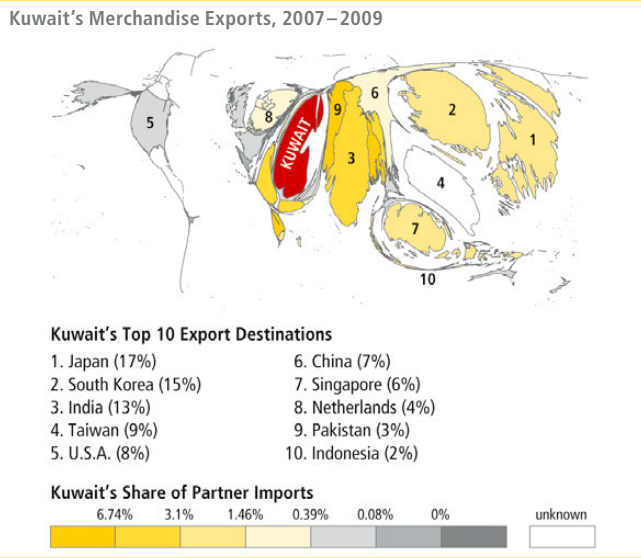 Kuwait's Merchandise Exports, 2007–2009
5
8
KUWAIT
9
6
3
2
1
4
7
10
Kuwait's Top 10 Export Destinations
1. Japan (17%)
2. South Korea (15%)
3. India (13%)
4. Taiwan (9%)
5. U.S.A. (8%)
6. China (7%)
7. Singapore (6%)
8. Netherlands (4%)
9. Pakistan (3%)
10. Indonesia (2%)
Kuwait's Share of Partner Imports
6.74% 3.1% 1.46% 0.39% 0.08% 0% unknown